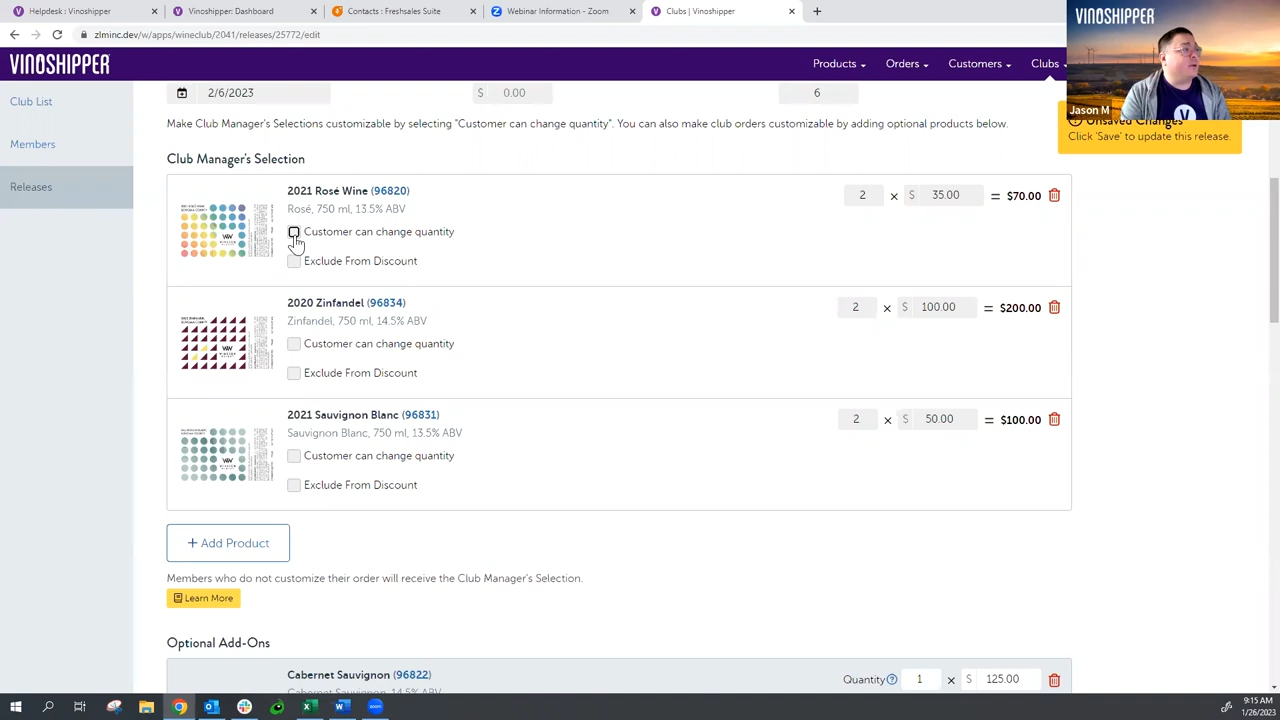 Helpdesk : Vinoshipper
Vinoshipper: Dashboard
Contacts : Freshsales Suite
Webinar Information - Zoom
Clubs | Vinoshipper
zlminc.dev/w/apps/wineclub/2041/releases/25772/edit
VINOSHIPPER
VINOSHIPPER
Products
Orders
Customers
Clubs
Jason M
Club List
Members
Releases
2/6/2023
$ 0.00
6
Unsaved Changes
Click 'Save' to update this release.
Make Club Manager's Selections customizable by selecting "Customer can change quantity". You can also make club orders customizable by adding optional products below.
Club Manager's Selection
2021 Rosé Wine (96820)
Rosé, 750 ml, 13.5% ABV
Customer can change quantity
Exclude From Discount
2 × $ 35.00 = $70.00
2020 Zinfandel (96834)
Zinfandel, 750 ml, 14.5% ABV
Customer can change quantity
Exclude From Discount
2 × $ 100.00 = $200.00
2021 Sauvignon Blanc (96831)
Sauvignon Blanc, 750 ml, 13.5% ABV
Customer can change quantity
Exclude From Discount
2 × $ 50.00 = $100.00
+ Add Product
Members who do not customize their order will receive the Club Manager's Selection.
Learn More
Optional Add-Ons
Cabernet Sauvignon (96822)
Cabernet Sauvignon, 14.5% ABV
Quantity 1 × $ 125.00
9:15 AM
1/26/2023